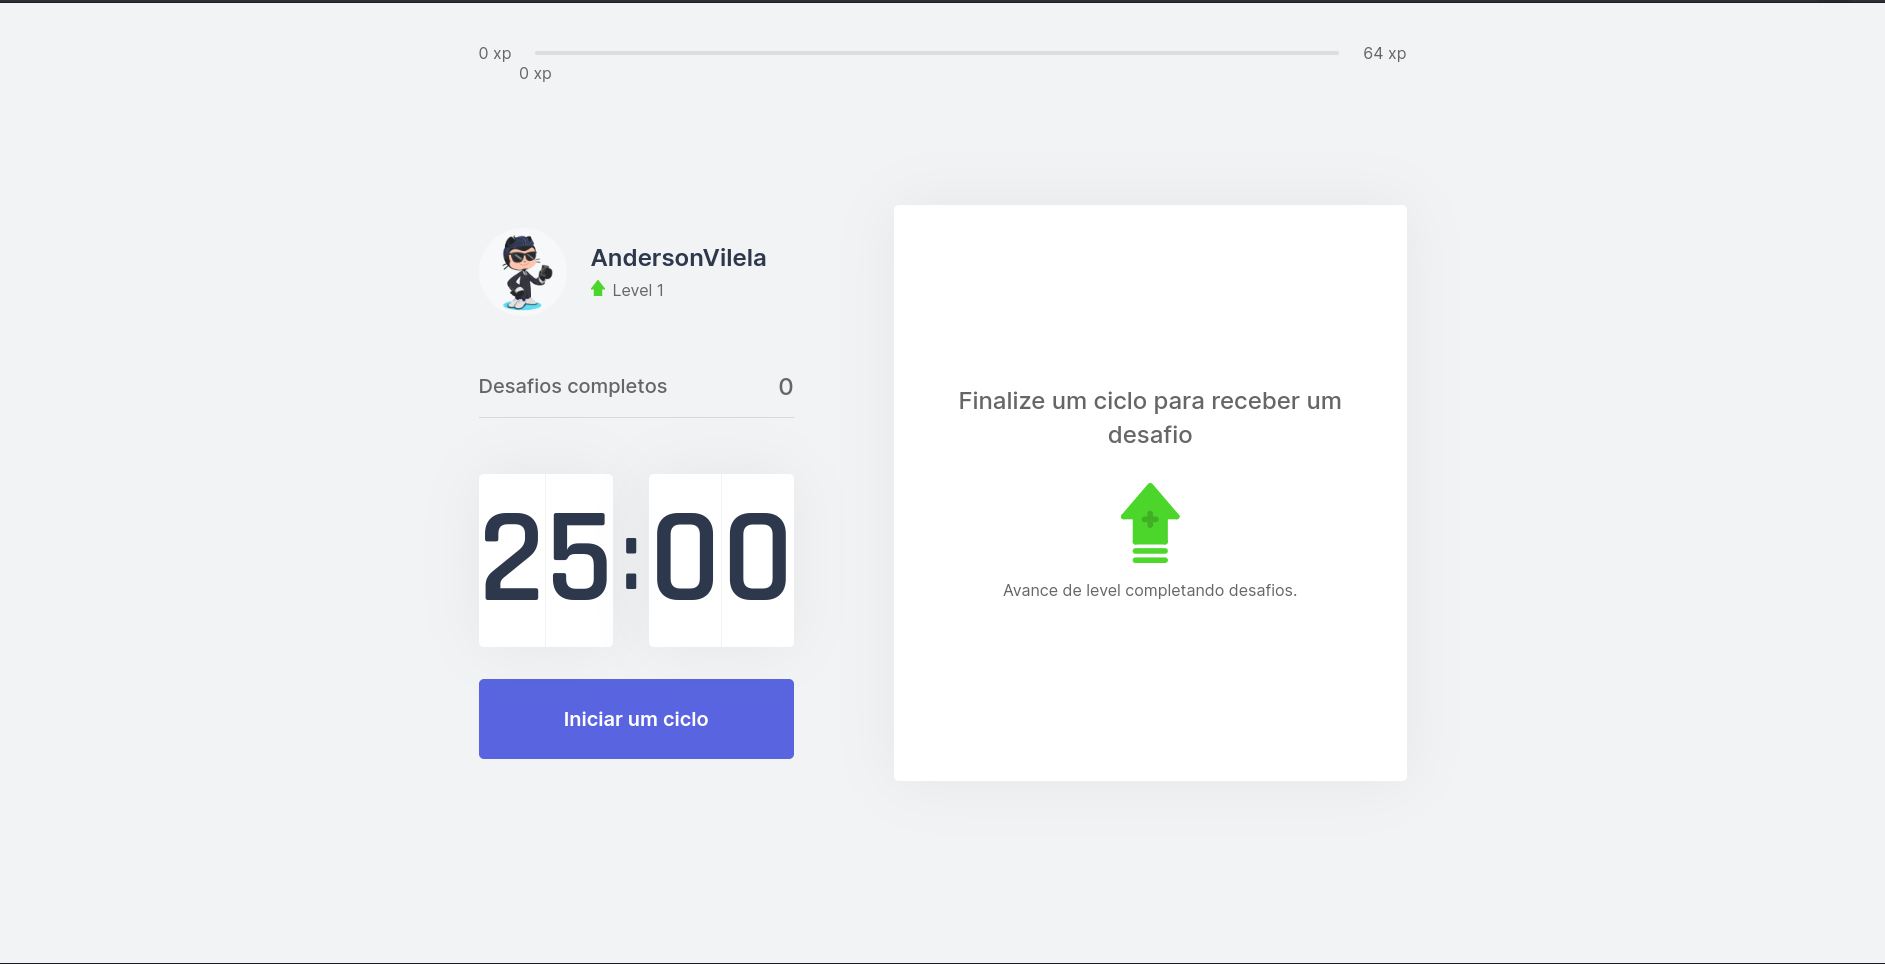 0 xp
64 xp
0 xp
AndersonVilela
Level 1
Desafios completos
0
25:00
Iniciar um ciclo
Finalize um ciclo para receber um
desafio
Avance de level completando desafios.